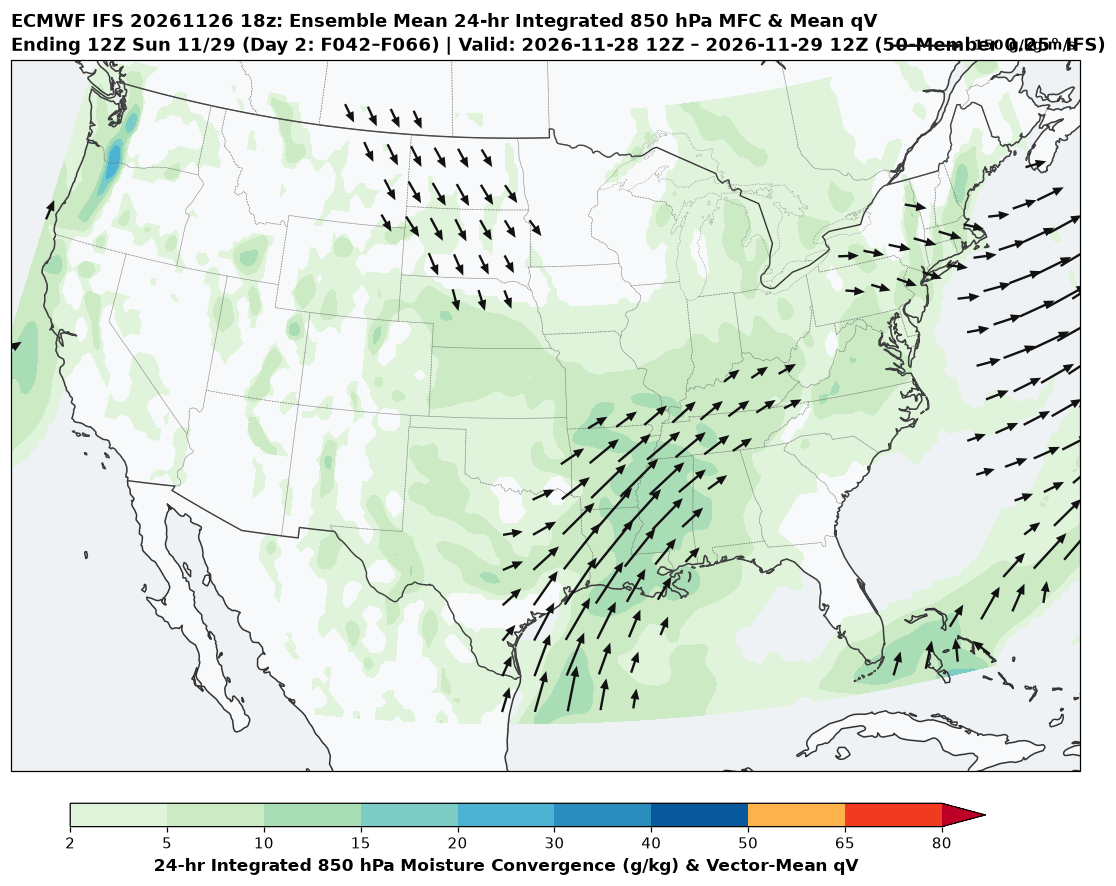 ECMWF IFS 20261126 18z: Ensemble Mean 24-hr Integrated 850 hPa MFC & Mean qV
Ending 12Z Sun 11/29 (Day 2: F042–F066) | Valid: 2026-11-28 12Z – 2026-11-29 12Z (50-Member 0.25° IFS)
150 g/kg·m/s
2 5 10 15 20 30 40 50 65 80
24-hr Integrated 850 hPa Moisture Convergence (g/kg) & Vector-Mean qV